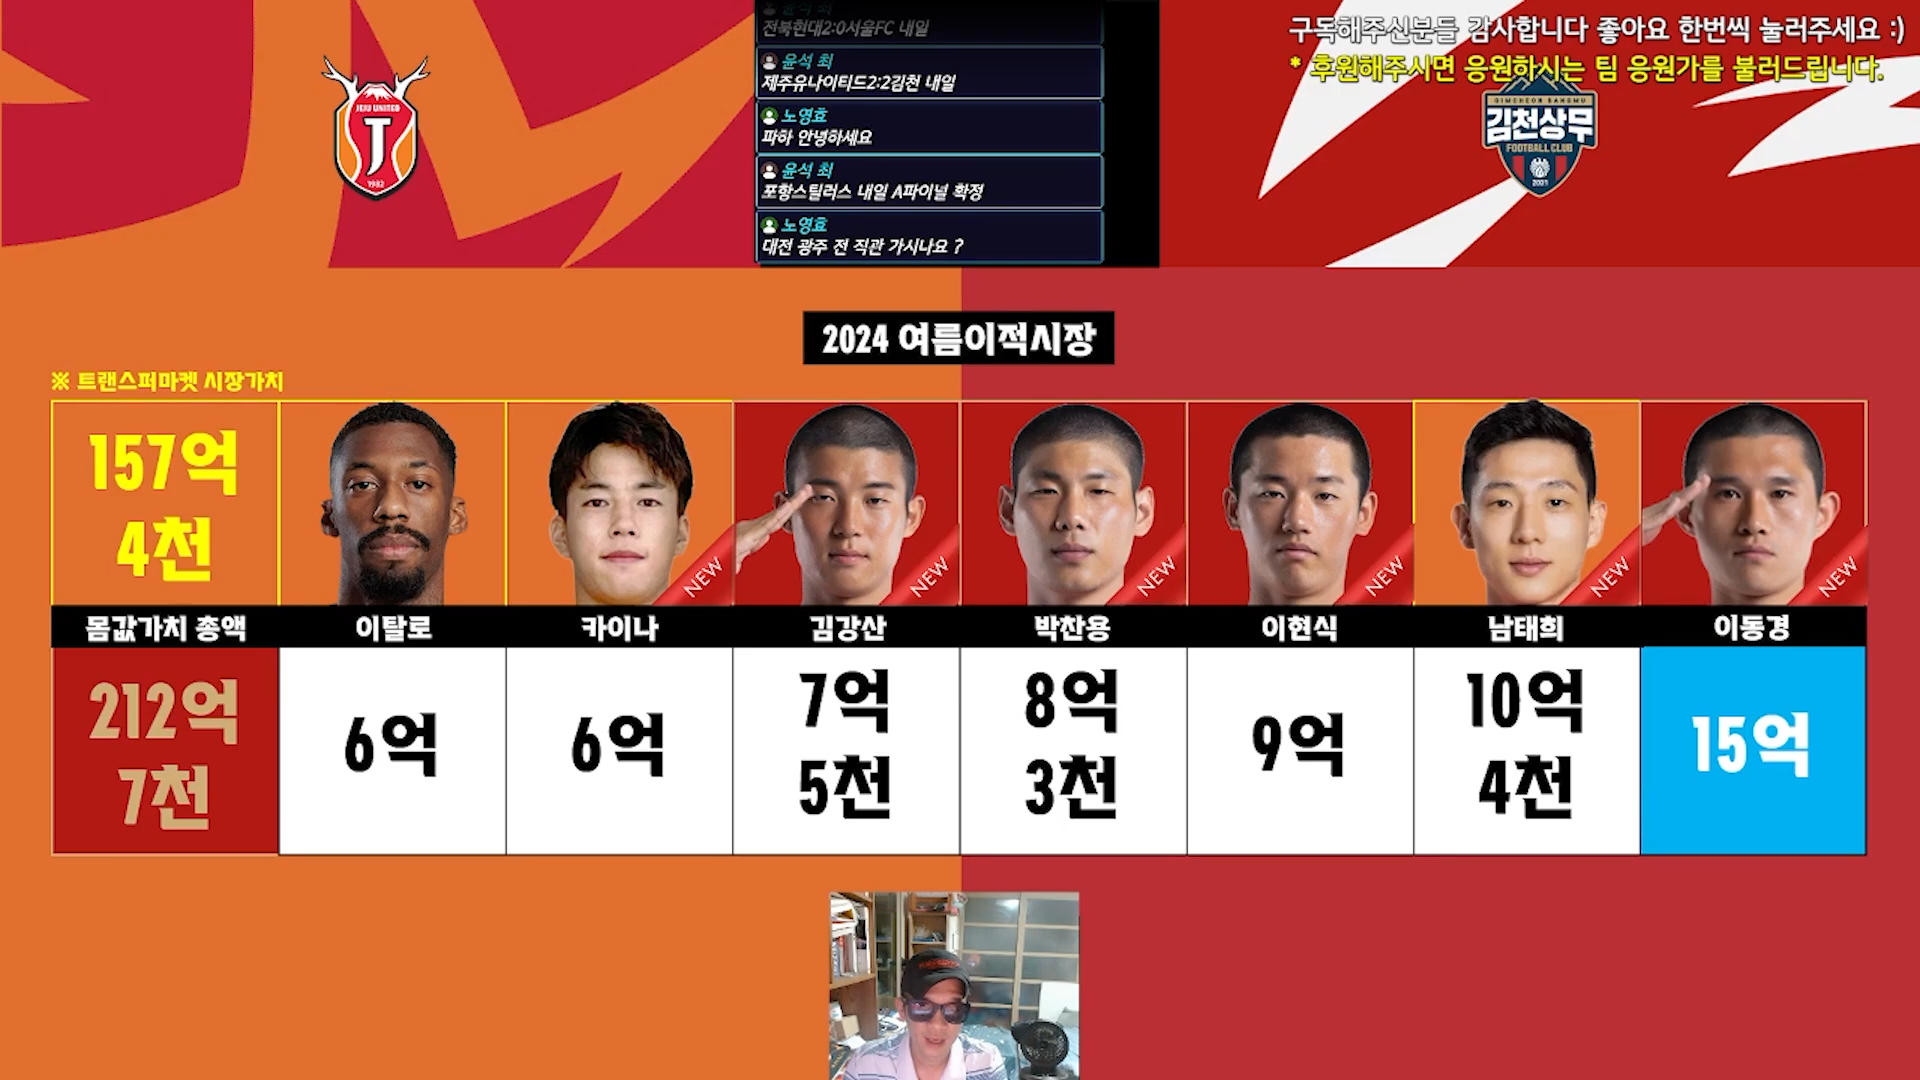 전북현대2:0서울FC 내일
윤석 최
제주유나이티드2:2김천 내일
노영효
파하 안녕하세요
윤석 최
포항스틸러스 내일 A파이널 확정
노영효
대전 광주 전 직관 가시나요 ?
구독해주신분들 감사합니다 좋아요 한번씩 눌러주세요 :)
* 후원해주시면 응원하시는 팀 응원가를 불러드립니다.
JEJU UNITED
J
1982
GIMCHEON SANGMU
김천상무
FOOTBALL CLUB
2021
2024 여름이적시장
※ 트랜스퍼마켓 시장가치
157억
4천
NEW
NEW
NEW
NEW
NEW
NEW
몸값가치 총액
이탈로
카이나
김강산
박찬용
이현식
남태희
이동경
212억
7천
6억
6억
7억
5천
8억
3천
9억
10억
4천
15억